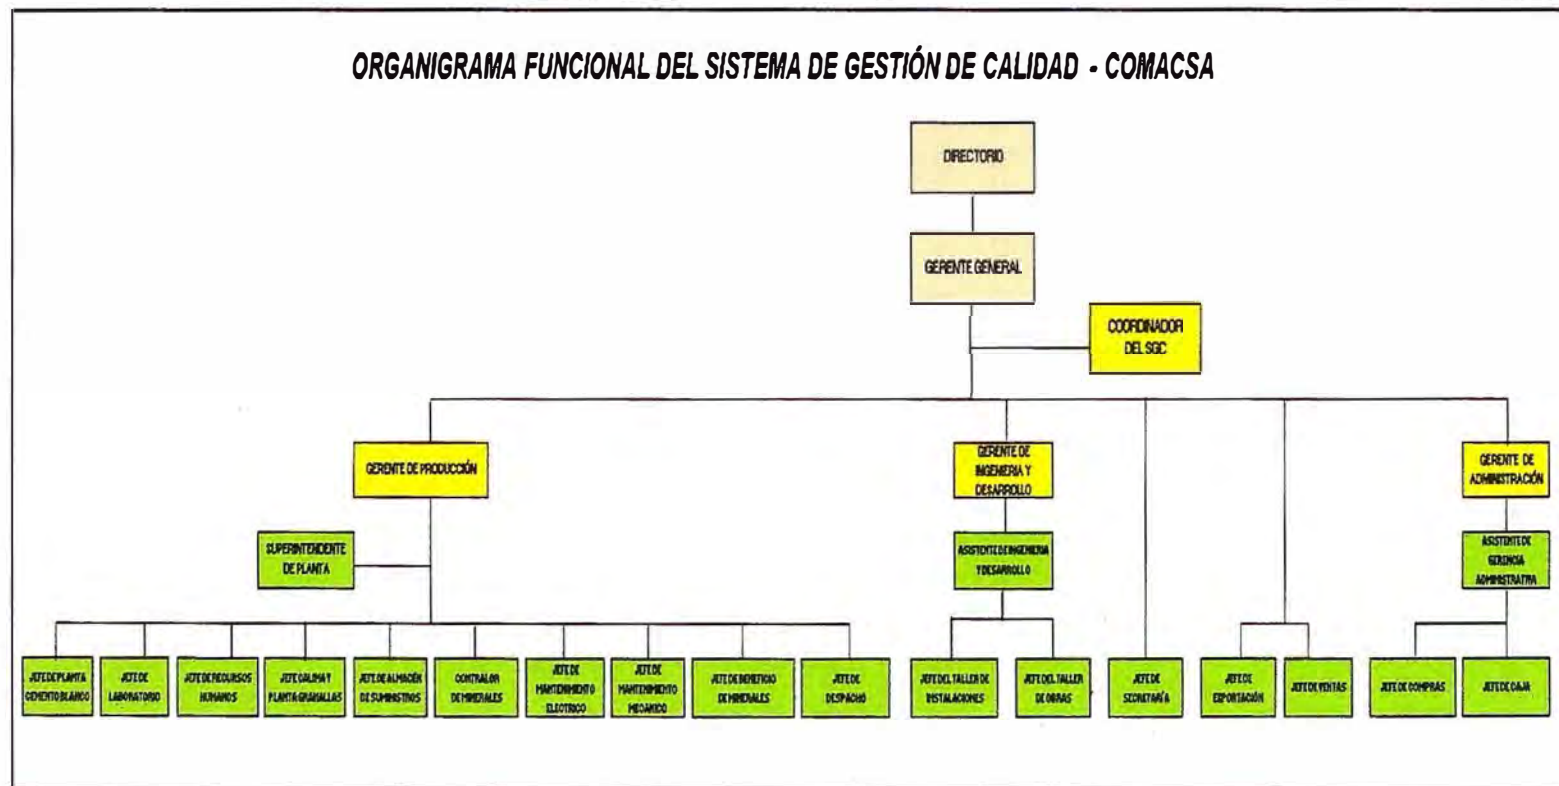 ORGANIGRAMA FUNCIONAL DEL SISTEMA DE GESTIÓN DE CALIDAD - COMACSA
DIRECTORIO
GERENTE GENERAL
COORDINADOR
DEL SGC
GERENTE DE PRODUCCIÓN
GERENTE DE
INGENIERIA Y
DESARROLLO
GERENTE DE
ADMINISTRACIÓN
SUPERINTENDENTE
DE PLANTA
ASISTENTE DE INGENIERIA
Y DESARROLLO
ASISTENTE DE
GERENCIA
ADMINISTRATIVA
JEFE DE PLANTA
CEMENTO BLANCO
JEFE DE
LABORATORIO
JEFE DE RECURSOS
HUMANOS
JEFE CALIMA Y
PLANTA GRANALLAS
JEFE DE ALMACÉN
DE SUMINISTROS
CONTRALOR
DE MINERALES
JEFE DE
MANTENIMIENTO
ELECTRICO
JEFE DE
MANTENIMIENTO
MECANICO
JEFE DE BENEFICIO
DE MINERALES
JEFE DE
DESPACHO
JEFE DEL TALLER DE
INSTALACIONES
JEFE DEL TALLER
DE OBRAS
JEFE DE
SECRETARÍA
JEFE DE
EXPORTACIÓN
JEFE DE VENTAS
JEFE DE COMPRAS
JEFE DE CAJA